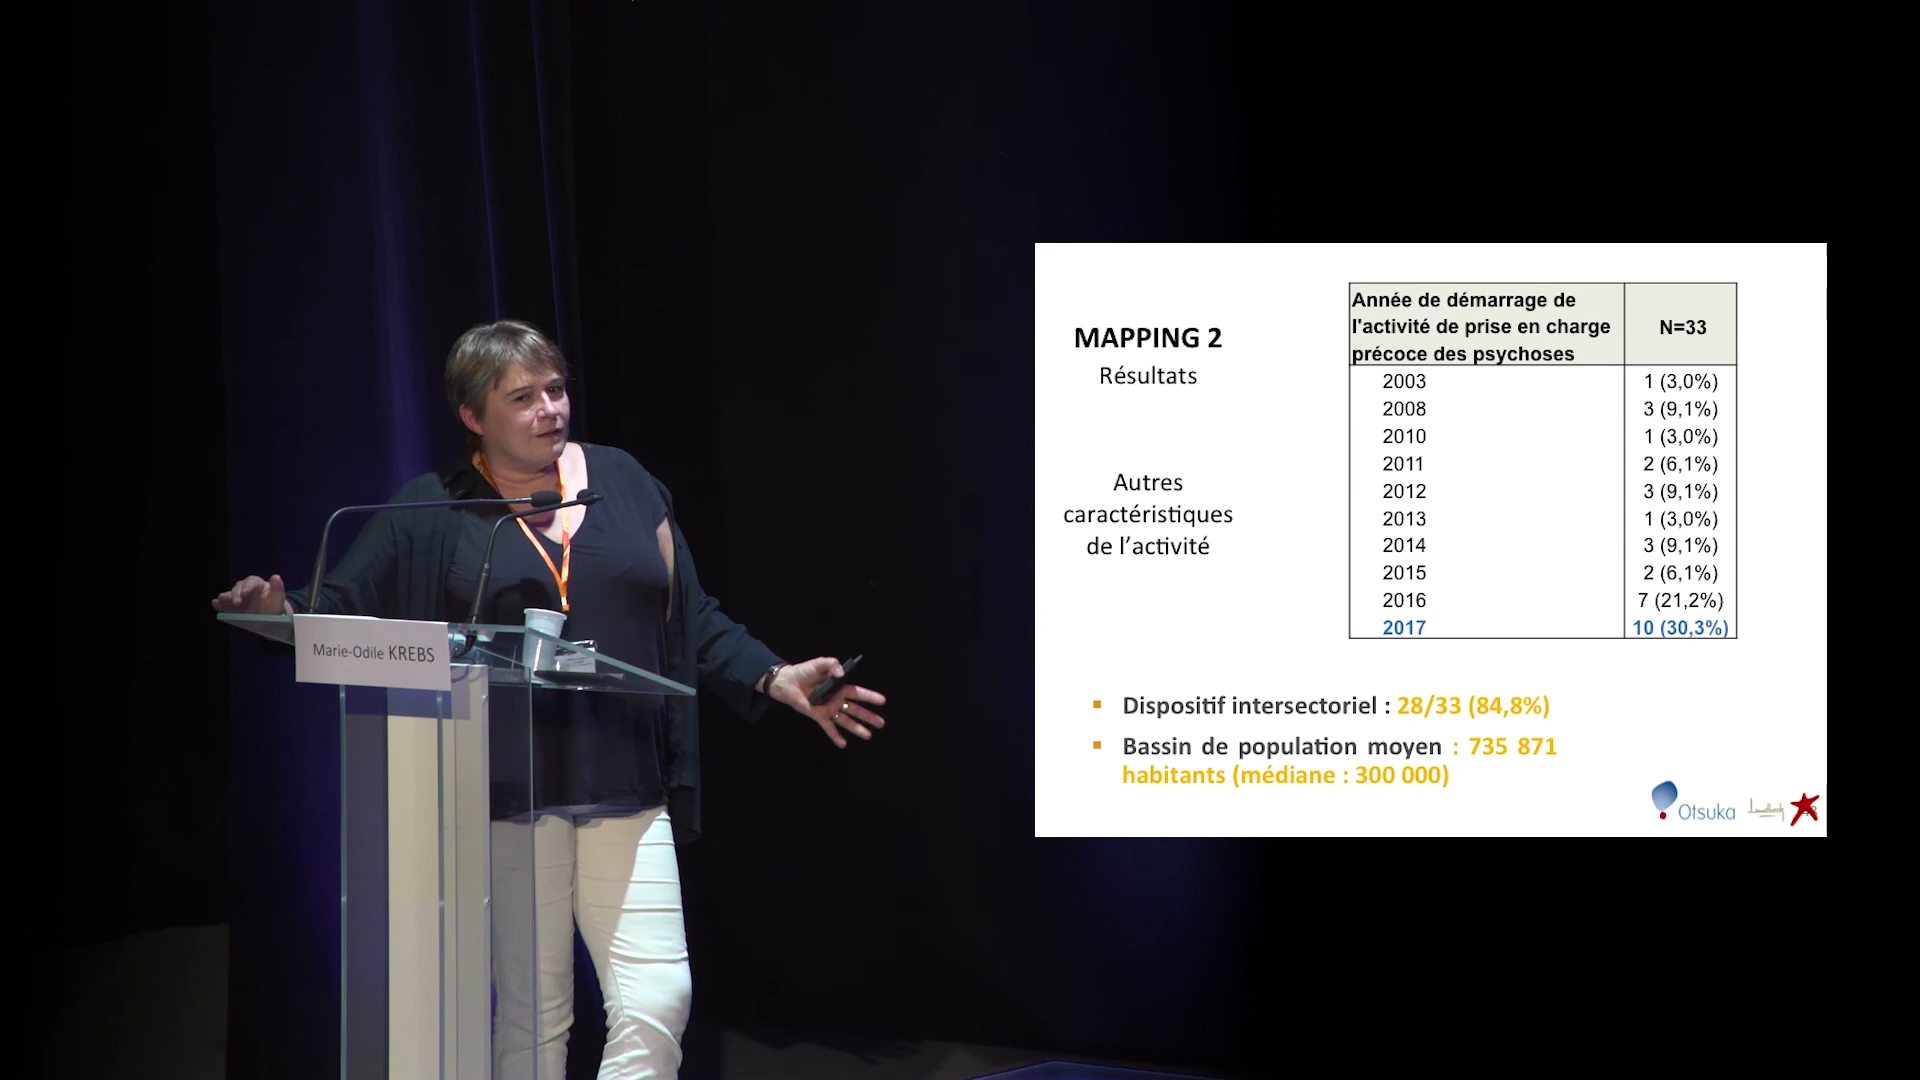 Marie-Odile KREBS
MAPPING 2
Résultats
Autres
caractéristiques
de l'activité
Année de démarrage de
l'activité de prise en charge
précoce des psychoses
N=33
2003 1 (3,0%)
2008 3 (9,1%)
2010 1 (3,0%)
2011 2 (6,1%)
2012 3 (9,1%)
2013 1 (3,0%)
2014 3 (9,1%)
2015 2 (6,1%)
2016 7 (21,2%)
2017 10 (30,3%)
▪ Dispositif intersectoriel : 28/33 (84,8%)
▪ Bassin de population moyen : 735 871
habitants (médiane : 300 000)
Otsuka